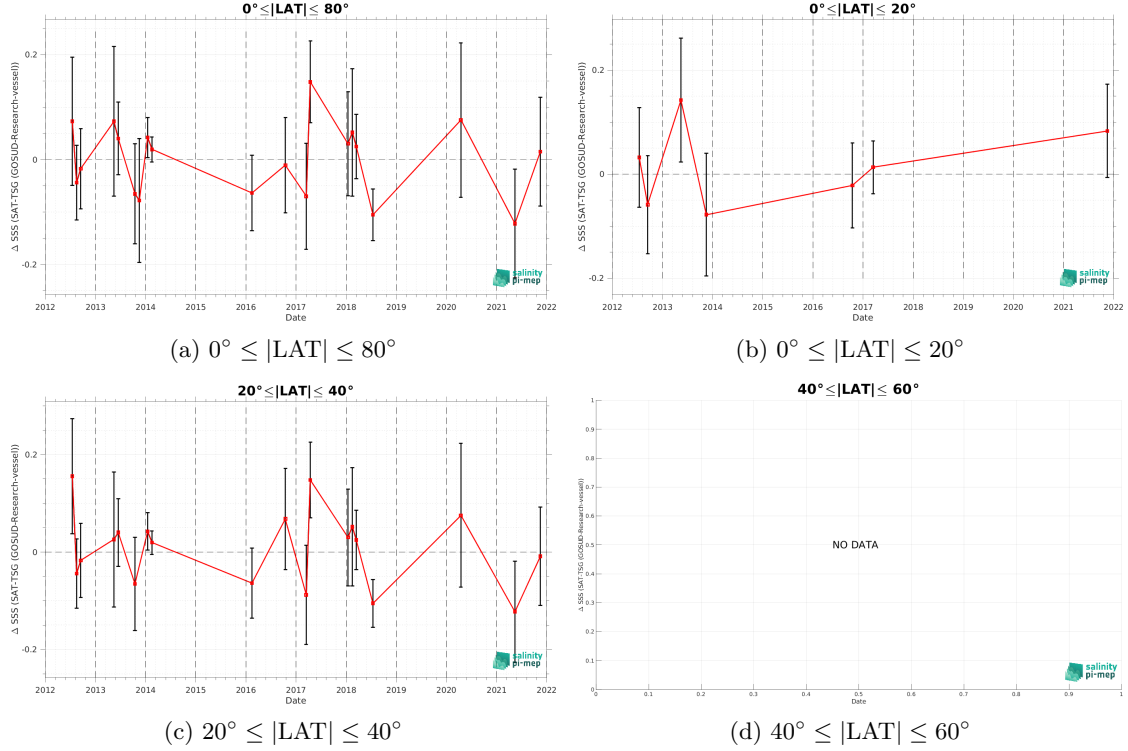 0°≤|LAT|≤ 80°
Δ SSS (SAT-TSG (GOSUD-Research-vessel))
0.2
0
-0.2
2012 2013 2014 2015 2016 2017 2018 2019 2020 2021 2022
Date
salinity
pi-mep
(a) 0° ≤ |LAT| ≤ 80°
0°≤|LAT|≤ 20°
Δ SSS (SAT-TSG (GOSUD-Research-vessel))
0.2
0
-0.2
2012 2013 2014 2015 2016 2017 2018 2019 2020 2021 2022
Date
salinity
pi-mep
(b) 0° ≤ |LAT| ≤ 20°
20°≤|LAT|≤ 40°
Δ SSS (SAT-TSG (GOSUD-Research-vessel))
0.2
0
-0.2
2012 2013 2014 2015 2016 2017 2018 2019 2020 2021 2022
Date
salinity
pi-mep
(c) 20° ≤ |LAT| ≤ 40°
40°≤|LAT|≤ 60°
Δ SSS (SAT-TSG (GOSUD-Research-vessel))
1
0.9
0.8
0.7
0.6
0.5
0.4
0.3
0.2
0.1
0
NO DATA
0 0.1 0.2 0.3 0.4 0.5 0.6 0.7 0.8 0.9 1
Date
salinity
pi-mep
(d) 40° ≤ |LAT| ≤ 60°